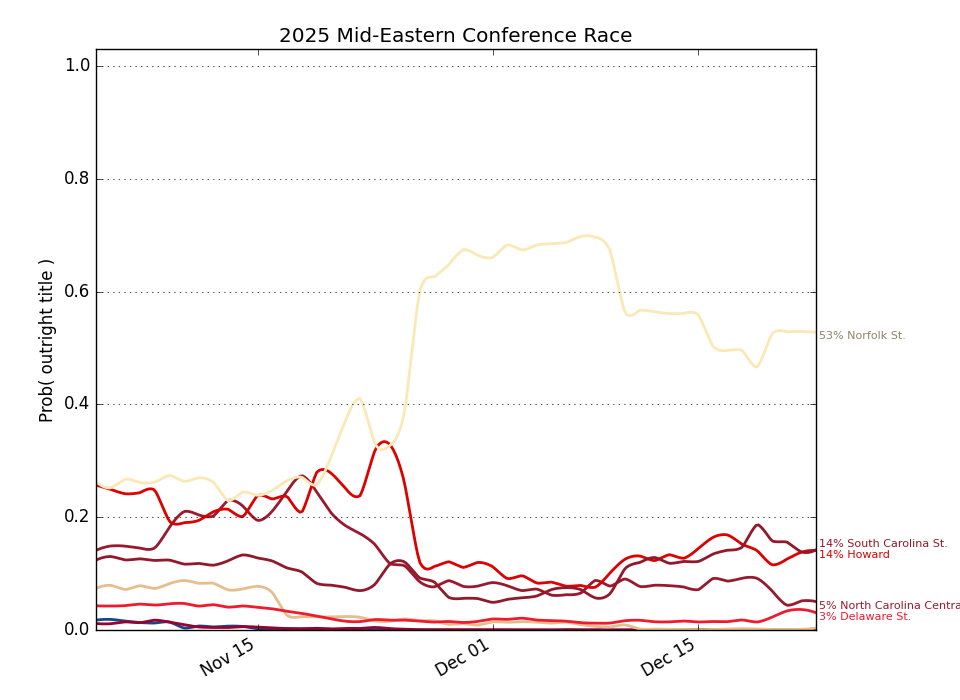 2025 Mid-Eastern Conference Race
Prob( outright title )
1.0
0.8
0.6
0.4
0.2
0.0
Nov 15
Dec 01
Dec 15
53% Norfolk St.
14% South Carolina St.
14% Howard
5% North Carolina Centra
3% Delaware St.